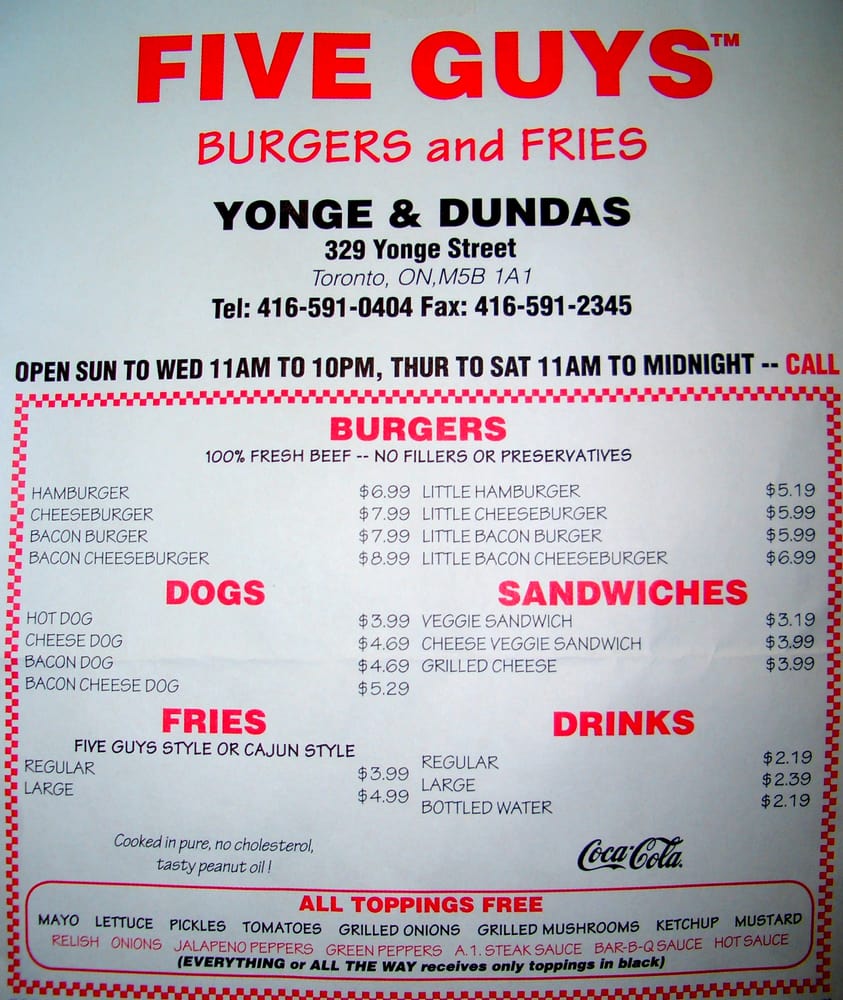 FIVE GUYS™
BURGERS and FRIES
YONGE & DUNDAS
329 Yonge Street
Toronto, ON,M5B 1A1
Tel: 416-591-0404 Fax: 416-591-2345
OPEN SUN TO WED 11AM TO 10PM, THUR TO SAT 11AM TO MIDNIGHT -- CALL
BURGERS
100% FRESH BEEF -- NO FILLERS OR PRESERVATIVES
HAMBURGER $6.99 LITTLE HAMBURGER $5.19
CHEESEBURGER $7.99 LITTLE CHEESEBURGER $5.99
BACON BURGER $7.99 LITTLE BACON BURGER $5.99
BACON CHEESEBURGER $8.99 LITTLE BACON CHEESEBURGER $6.99
DOGS
HOT DOG $3.99
CHEESE DOG $4.69
BACON DOG $4.69
BACON CHEESE DOG $5.29
SANDWICHES
VEGGIE SANDWICH $3.19
CHEESE VEGGIE SANDWICH $3.99
GRILLED CHEESE $3.99
FRIES
FIVE GUYS STYLE OR CAJUN STYLE
REGULAR $3.99
LARGE $4.99
Cooked in pure, no cholesterol,
tasty peanut oil!
DRINKS
REGULAR $2.19
LARGE $2.39
BOTTLED WATER $2.19
Coca-Cola.
ALL TOPPINGS FREE
MAYO LETTUCE PICKLES TOMATOES GRILLED ONIONS GRILLED MUSHROOMS KETCHUP MUSTARD
RELISH ONIONS JALAPENO PEPPERS GREEN PEPPERS A.1. STEAK SAUCE BAR-B-Q SAUCE HOT SAUCE
(EVERYTHING or ALL THE WAY receives only toppings in black)